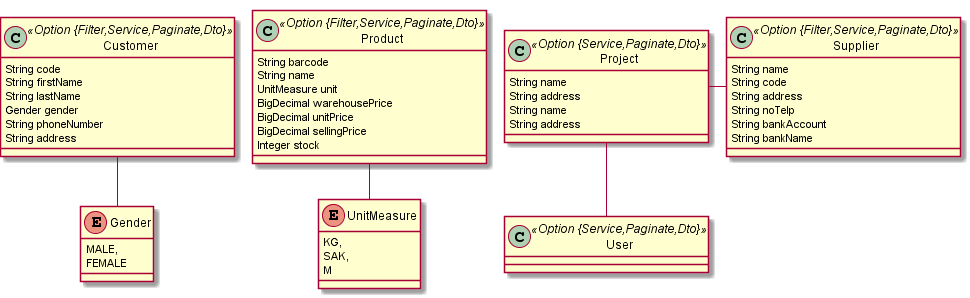 C «Option {Filter,Service,Paginate,Dto}»
Customer
String code
String firstName
String lastName
Gender gender
String phoneNumber
String address
C «Option {Filter,Service,Paginate,Dto}»
Product
String barcode
String name
UnitMeasure unit
BigDecimal warehousePrice
BigDecimal unitPrice
BigDecimal sellingPrice
Integer stock
C «Option {Service,Paginate,Dto}»
Project
String name
String address
String name
String address
C «Option {Filter,Service,Paginate,Dto}»
Supplier
String name
String code
String address
String noTelp
String bankAccount
String bankName
E Gender
MALE,
FEMALE
E UnitMeasure
KG,
SAK,
M
C «Option {Service,Paginate,Dto}»
User